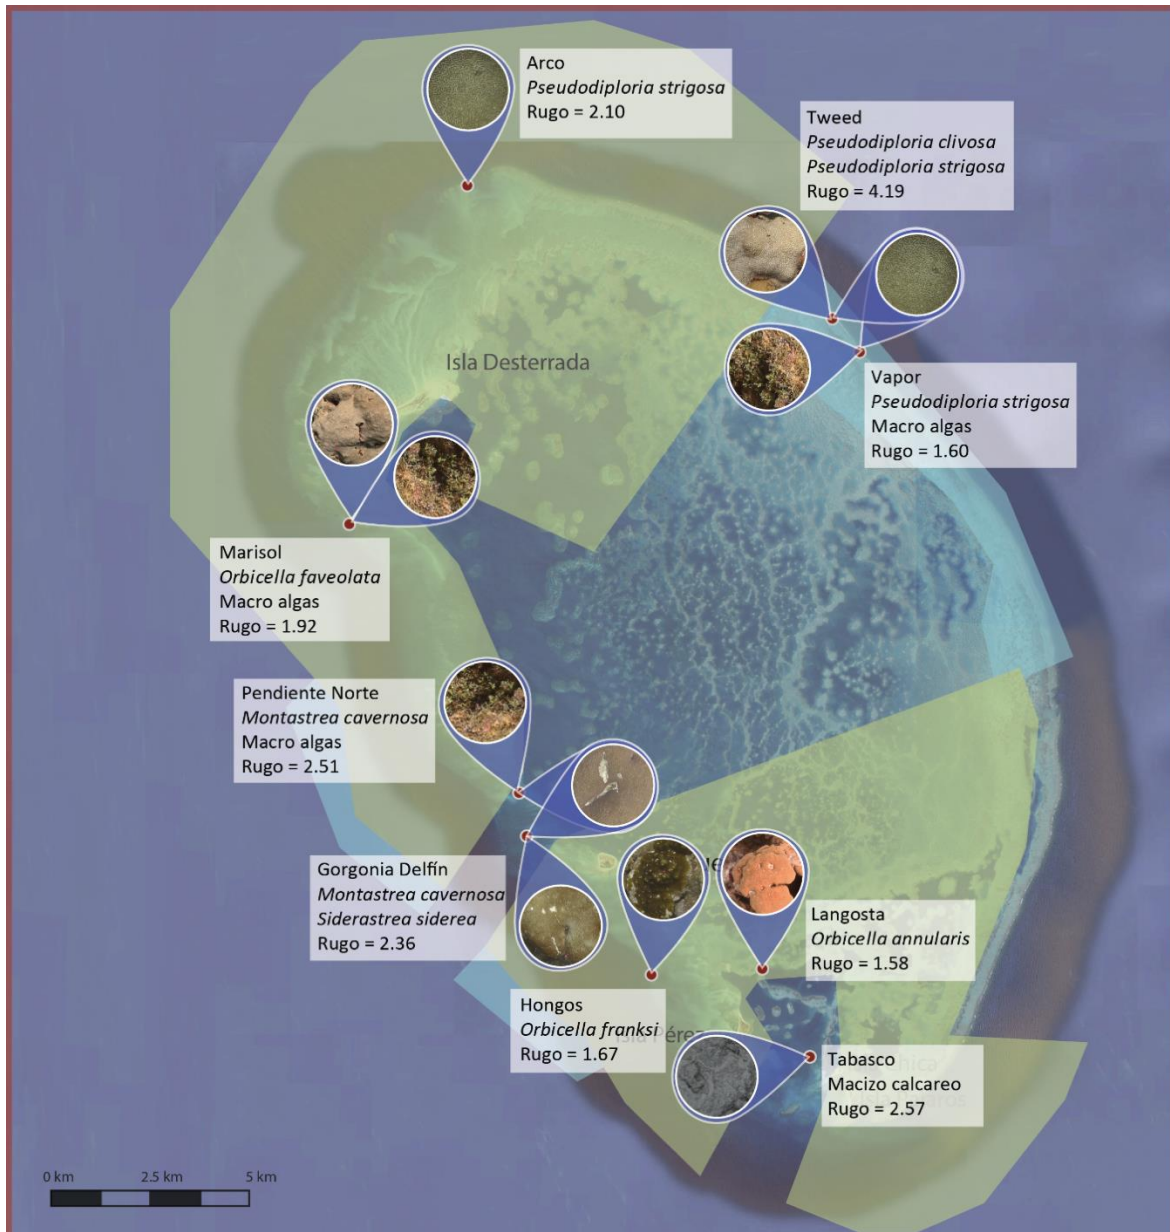 Arco
Pseudodiploria strigosa
Rugo = 2.10
Tweed
Pseudodiploria clivosa
Pseudodiploria strigosa
Rugo = 4.19
Isla Desterrada
Vapor
Pseudodiploria strigosa
Macro algas
Rugo = 1.60
Marisol
Orbicella faveolata
Macro algas
Rugo = 1.92
Pendiente Norte
Montastrea cavernosa
Macro algas
Rugo = 2.51
Gorgonia Delfín
Montastrea cavernosa
Siderastrea siderea
Rugo = 2.36
Langosta
Orbicella annularis
Rugo = 1.58
Hongos
Orbicella franksi
Rugo = 1.67
Isla Pérez
Tabasco
Macizo calcareo
Rugo = 2.57
0 km 2.5 km 5 km